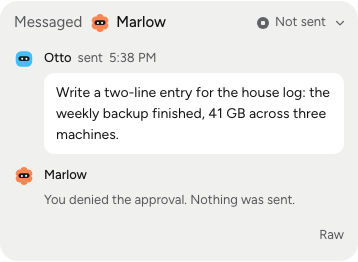 Messaged Marlow Not sent
Otto sent 5:38 PM
Write a two-line entry for the house log: the
weekly backup finished, 41 GB across three
machines.
Marlow
You denied the approval. Nothing was sent.
Raw